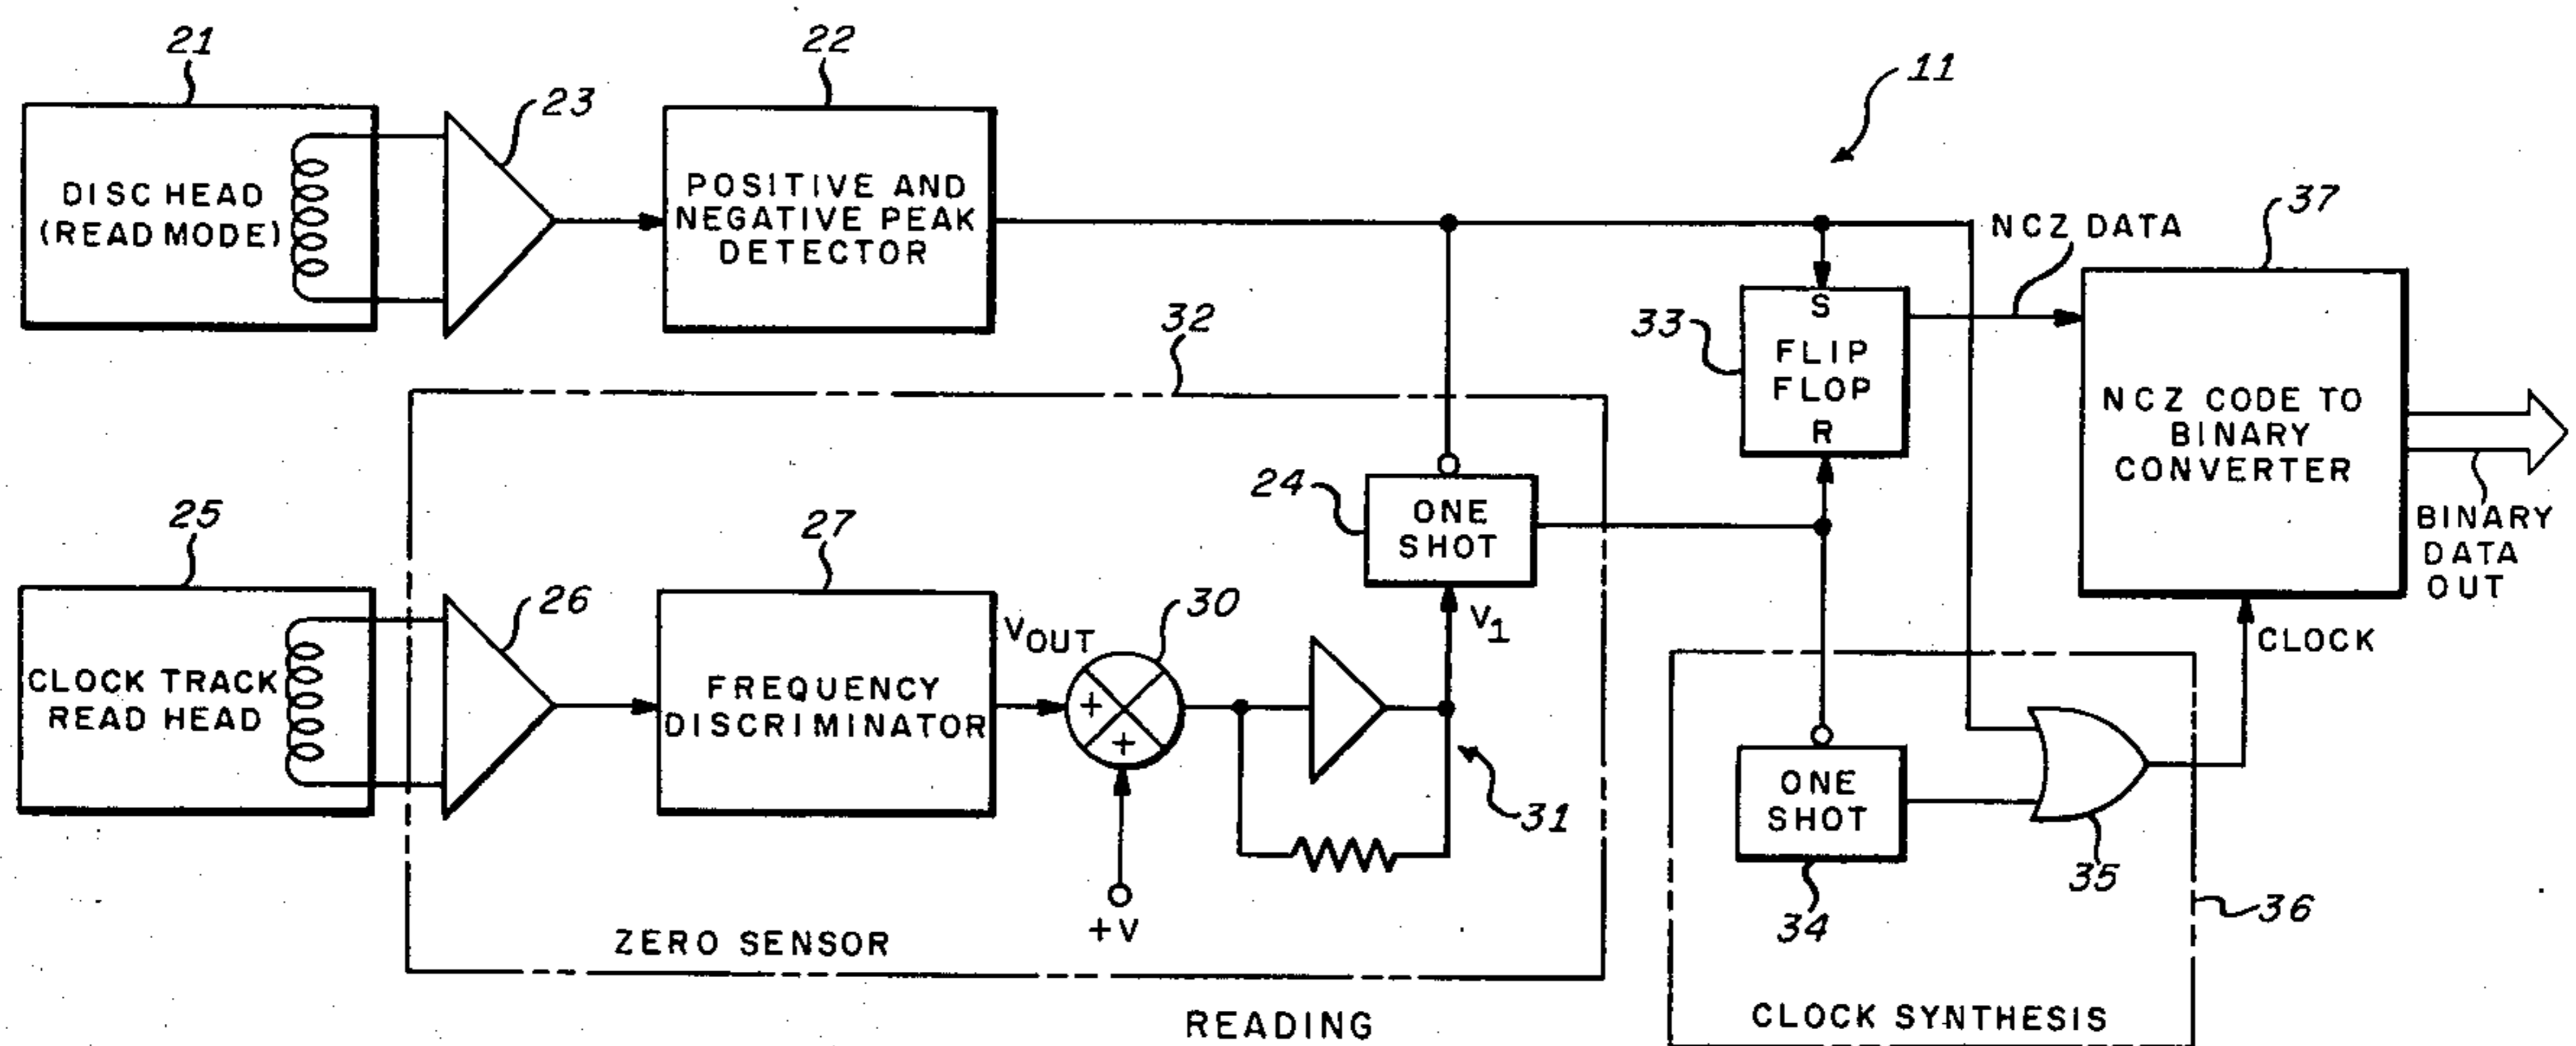 21
22
11
23
DISC HEAD
(READ MODE)
POSITIVE AND
NEGATIVE PEAK
DETECTOR
NCZ DATA
37
32
33
S
FLIP
FLOP
R
NCZ CODE TO
BINARY
CONVERTER
BINARY
DATA
OUT
24
ONE
SHOT
25
26
27
30
CLOCK TRACK
READ HEAD
FREQUENCY
DISCRIMINATOR
VOUT
+
+
+V
V1
31
CLOCK
ONE
SHOT
34
35
36
ZERO SENSOR
CLOCK SYNTHESIS
READING